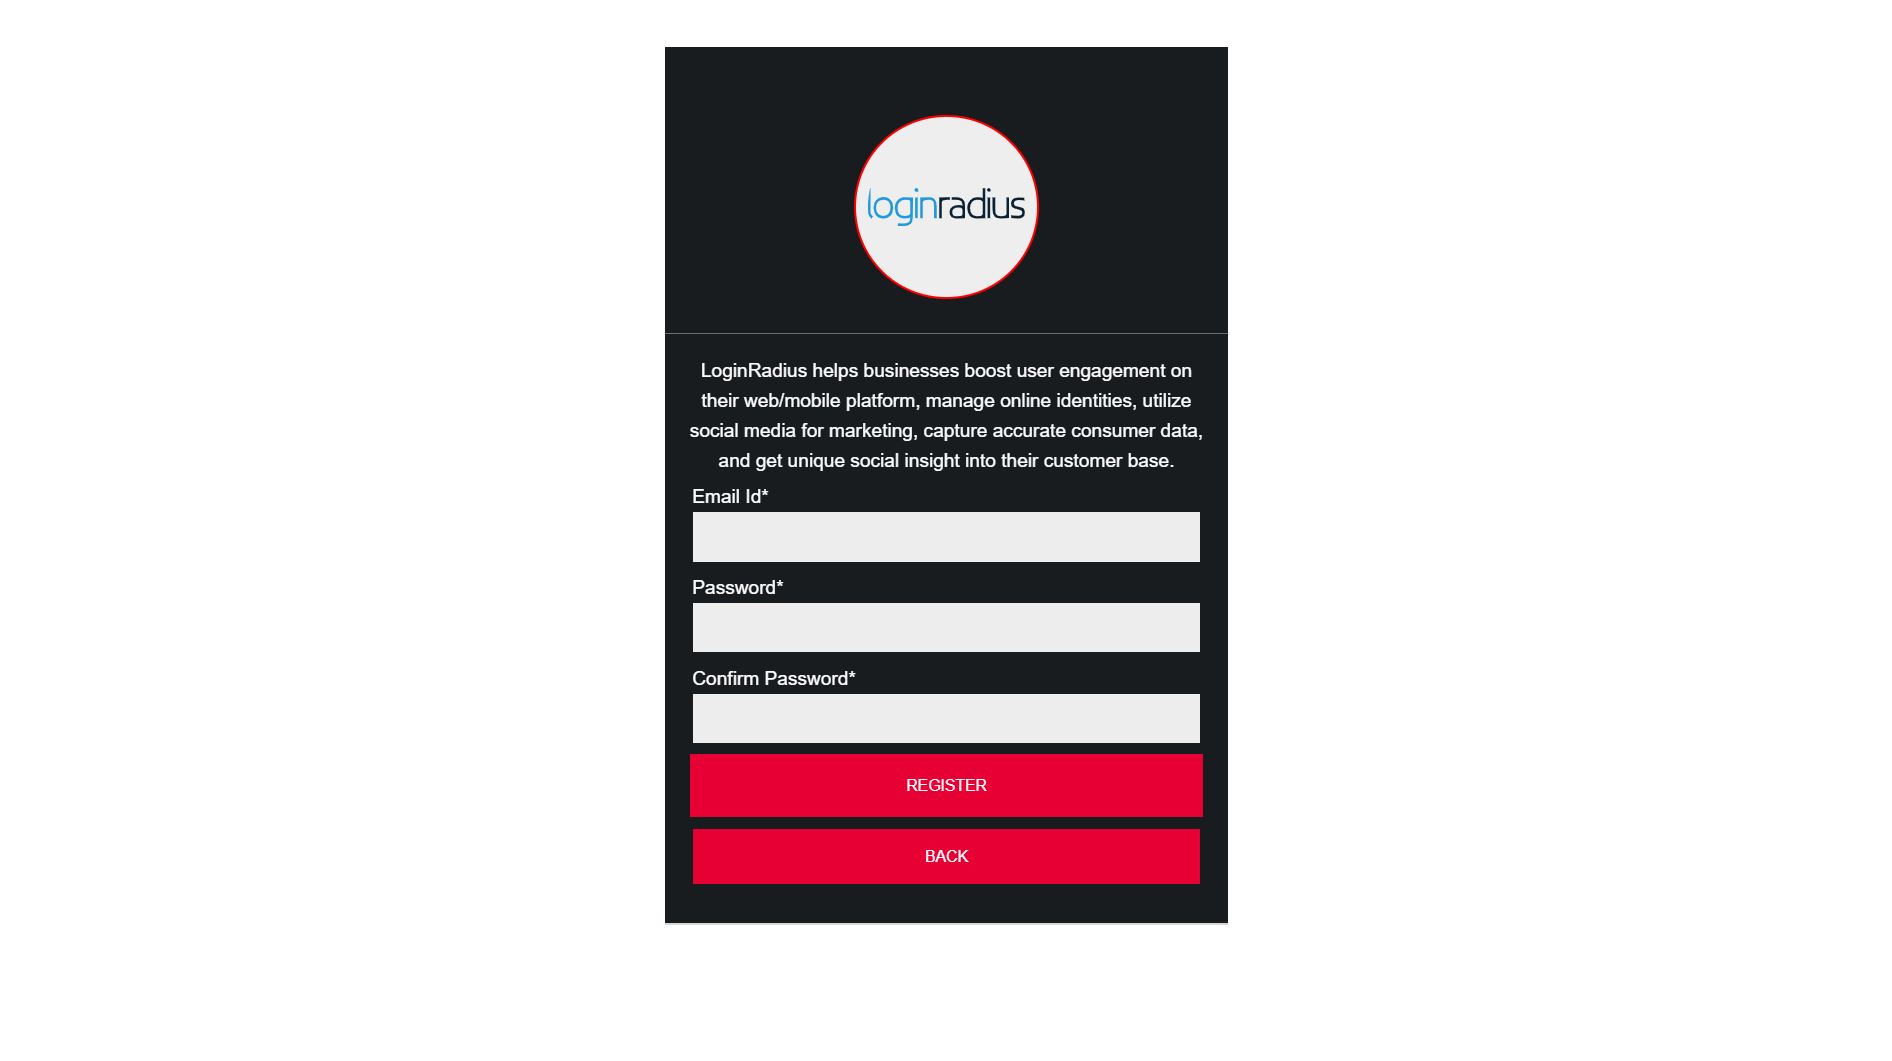 loginradius
LoginRadius helps businesses boost user engagement on
their web/mobile platform, manage online identities, utilize
social media for marketing, capture accurate consumer data,
and get unique social insight into their customer base.
Email Id*
Password*
Confirm Password*
REGISTER
BACK